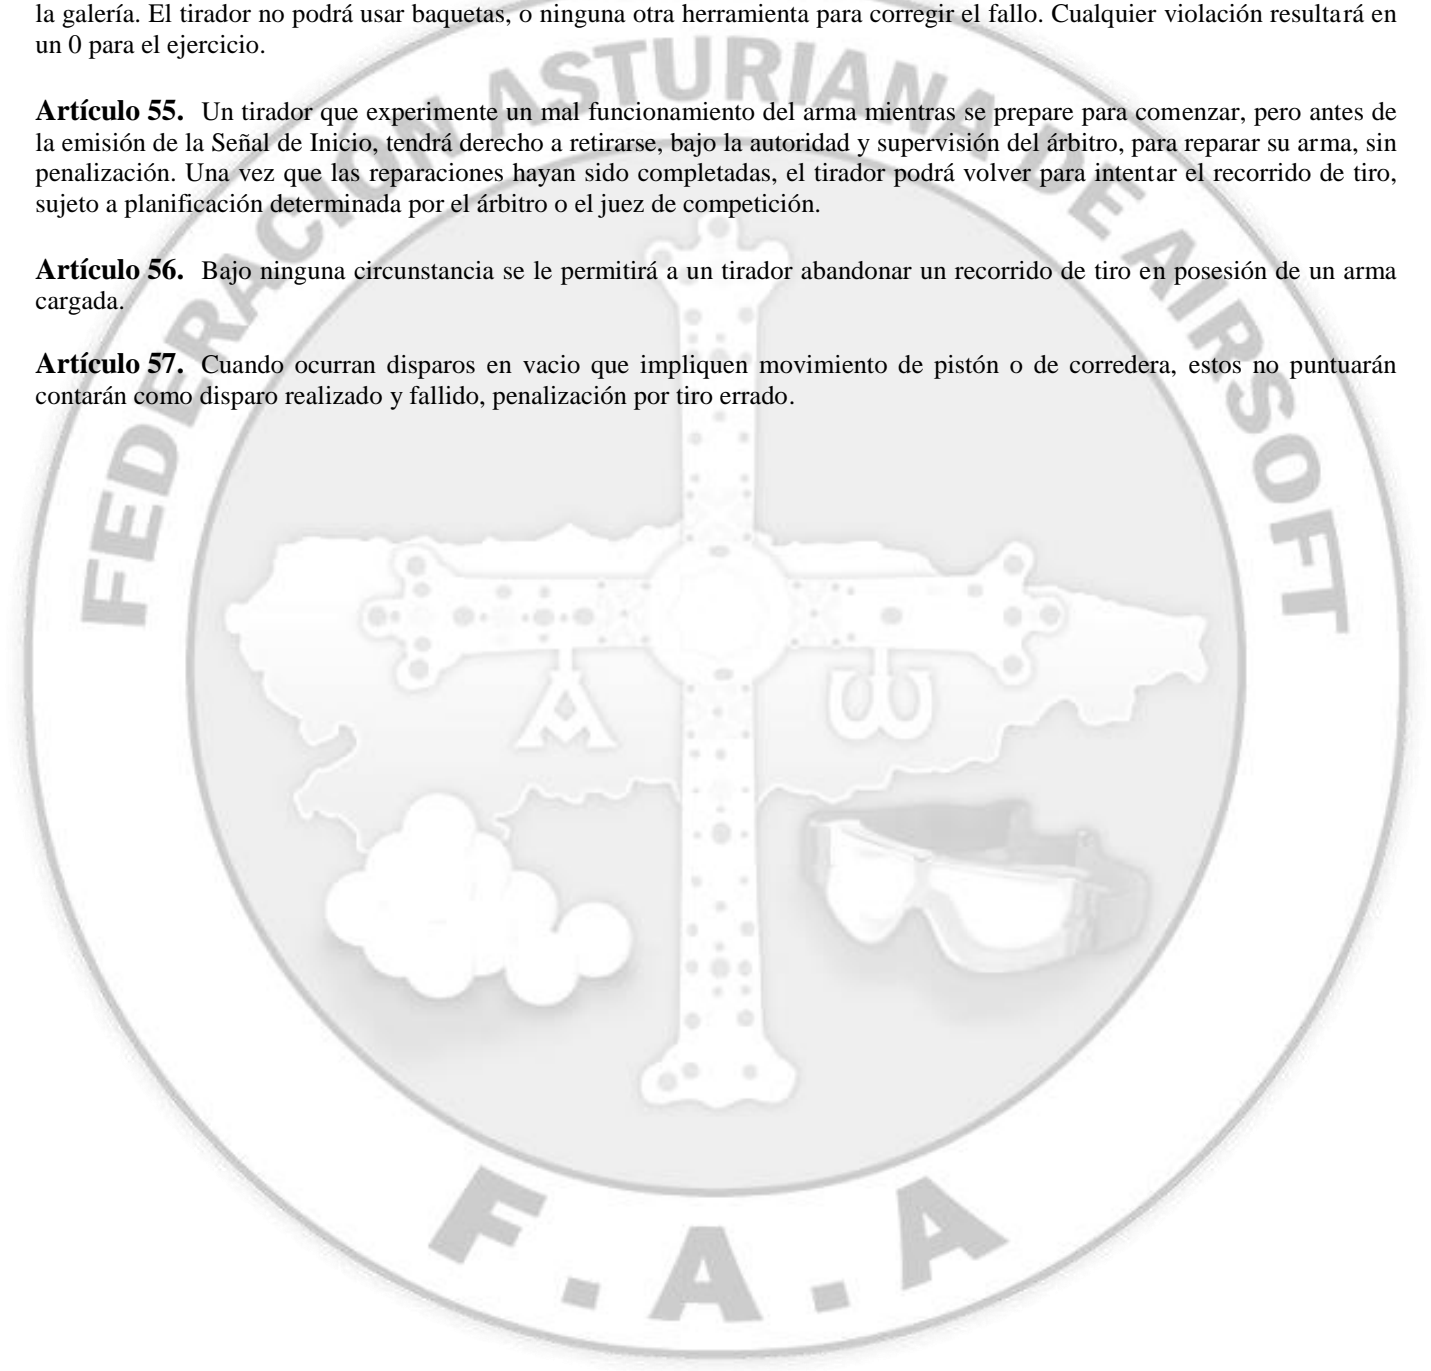 la galería. El tirador no podrá usar baquetas, o ninguna otra herramienta para corregir el fallo. Cualquier violación resultará en
un 0 para el ejercicio.
Artículo 55. Un tirador que experimente un mal funcionamiento del arma mientras se prepare para comenzar, pero antes de
la emisión de la Señal de Inicio, tendrá derecho a retirarse, bajo la autoridad y supervisión del árbitro, para reparar su arma, sin
penalización. Una vez que las reparaciones hayan sido completadas, el tirador podrá volver para intentar el recorrido de tiro,
sujeto a planificación determinada por el árbitro o el juez de competición.
Artículo 56. Bajo ninguna circunstancia se le permitirá a un tirador abandonar un recorrido de tiro en posesión de un arma
cargada.
Artículo 57. Cuando ocurran disparos en vacio que impliquen movimiento de pistón o de corredera, estos no puntuarán
contarán como disparo realizado y fallido, penalización por tiro errado.
FEDERACIÓN ASTURIANA DE AIRSOFT
Α ω
F.A.A